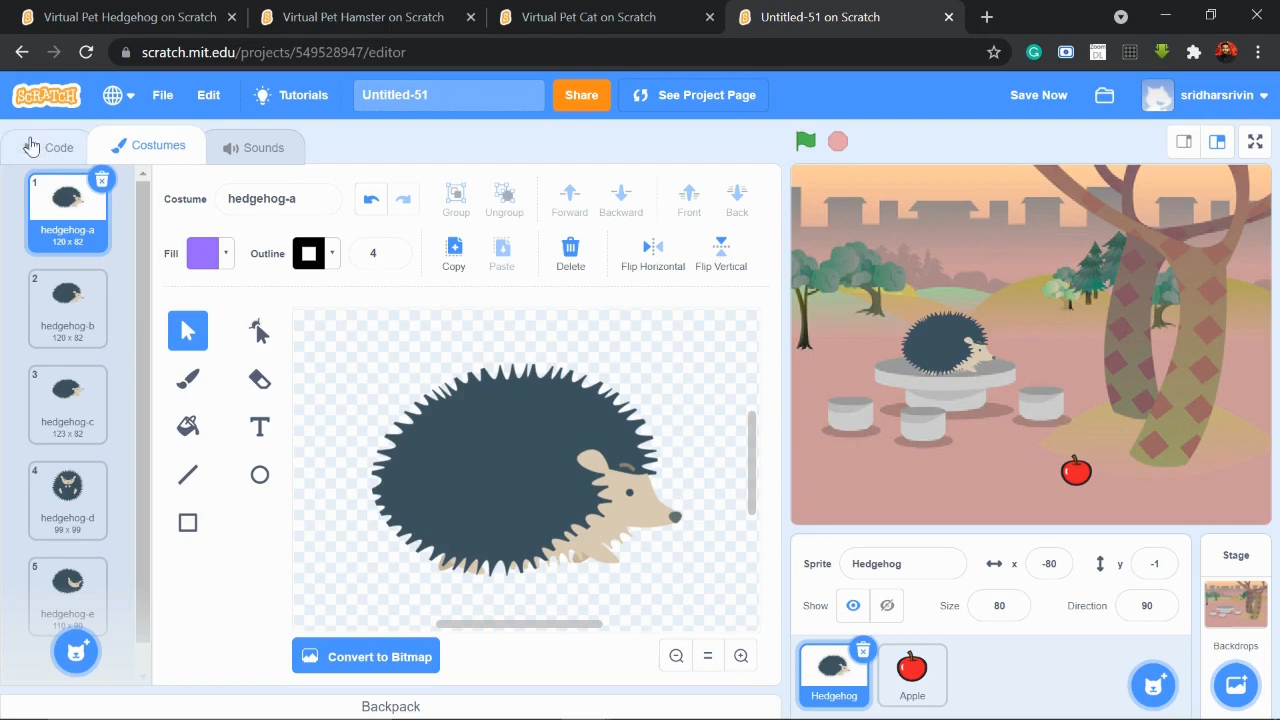 Virtual Pet Hedgehog on Scratch
Virtual Pet Hamster on Scratch
Virtual Pet Cat on Scratch
Untitled-51 on Scratch
scratch.mit.edu/projects/549528947/editor
Zoom
DL
SCRATCH
File
Edit
Tutorials
Untitled-51
Share
See Project Page
Save Now
sridharsrivin
Code
Costumes
Sounds
1
hedgehog-a
120 x 82
2
hedgehog-b
120 x 82
3
hedgehog-c
123 x 82
4
hedgehog-d
99 x 99
5
hedgehog-e
Costume
hedgehog-a
Group
Ungroup
Forward
Backward
Front
Back
Fill
Outline
4
Copy
Paste
Delete
Flip Horizontal
Flip Vertical
T
Convert to Bitmap
Backpack
Sprite
Hedgehog
x
-80
y
-1
Show
Size
80
Direction
90
Hedgehog
Apple
Stage
Backdrops